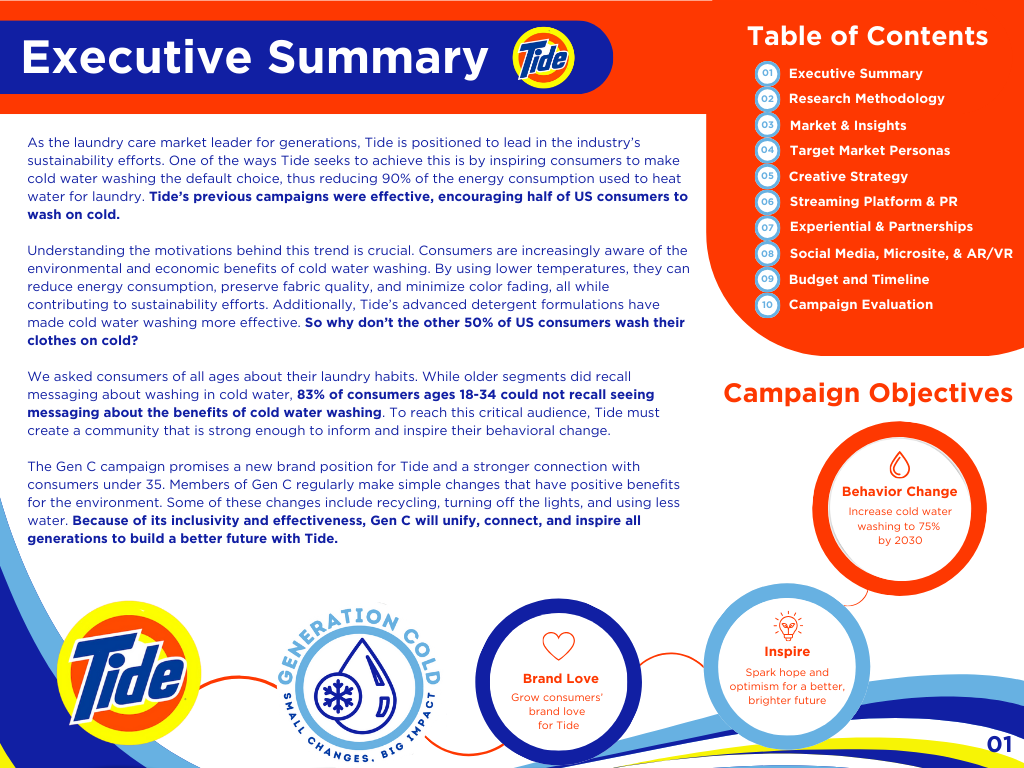 Executive Summary
Tide
As the laundry care market leader for generations, Tide is positioned to lead in the industry’s
sustainability efforts. One of the ways Tide seeks to achieve this is by inspiring consumers to make
cold water washing the default choice, thus reducing 90% of the energy consumption used to heat
water for laundry. Tide’s previous campaigns were effective, encouraging half of US consumers to
wash on cold.
Understanding the motivations behind this trend is crucial. Consumers are increasingly aware of the
environmental and economic benefits of cold water washing. By using lower temperatures, they can
reduce energy consumption, preserve fabric quality, and minimize color fading, all while
contributing to sustainability efforts. Additionally, Tide’s advanced detergent formulations have
made cold water washing more effective. So why don’t the other 50% of US consumers wash their
clothes on cold?
We asked consumers of all ages about their laundry habits. While older segments did recall
messaging about washing in cold water, 83% of consumers ages 18-34 could not recall seeing
messaging about the benefits of cold water washing. To reach this critical audience, Tide must
create a community that is strong enough to inform and inspire their behavioral change.
The Gen C campaign promises a new brand position for Tide and a stronger connection with
consumers under 35. Members of Gen C regularly make simple changes that have positive benefits
for the environment. Some of these changes include recycling, turning off the lights, and using less
water. Because of its inclusivity and effectiveness, Gen C will unify, connect, and inspire all
generations to build a better future with Tide.
Table of Contents
01 Executive Summary
02 Research Methodology
03 Market & Insights
04 Target Market Personas
05 Creative Strategy
06 Streaming Platform & PR
07 Experiential & Partnerships
08 Social Media, Microsite, & AR/VR
09 Budget and Timeline
10 Campaign Evaluation
Campaign Objectives
Behavior Change
Increase cold water
washing to 75%
by 2030
Tide
GENERATION COLD
SMALL CHANGES. BIG IMPACT
Brand Love
Grow consumers’
brand love
for Tide
Inspire
Spark hope and
optimism for a better,
brighter future
01